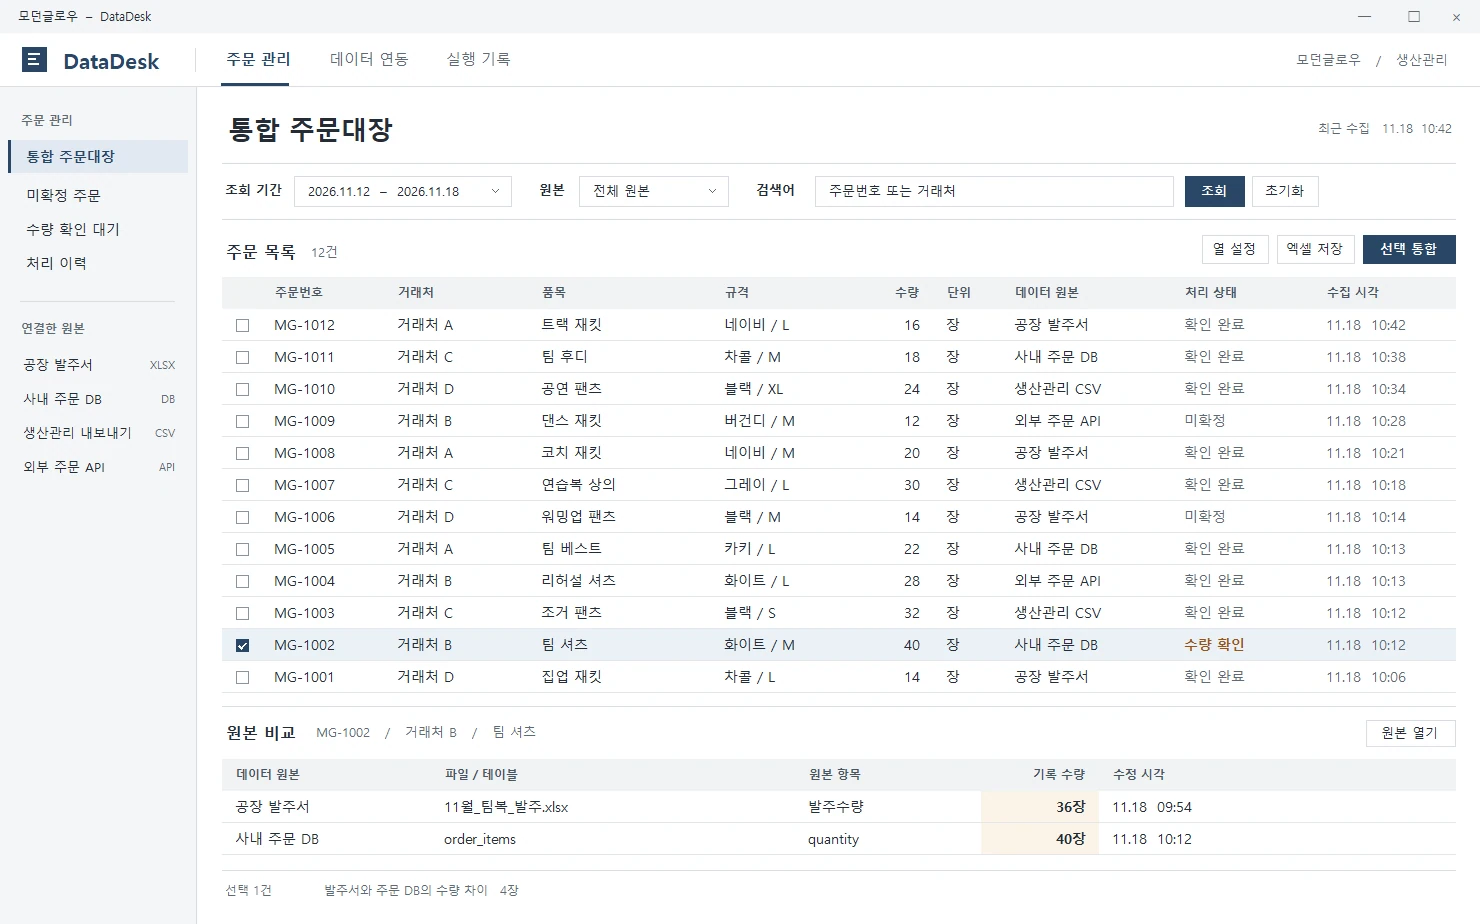 모던글로우 – DataDesk
DataDesk
주문 관리 데이터 연동 실행 기록
모던글로우 / 생산관리
주문 관리
통합 주문대장
미확정 주문
수량 확인 대기
처리 이력
연결한 원본
공장 발주서 XLSX
사내 주문 DB DB
생산관리 내보내기 CSV
외부 주문 API API
통합 주문대장
최근 수집 11.18 10:42
조회 기간 2026.11.12 – 2026.11.18 원본 전체 원본 검색어 주문번호 또는 거래처 조회 초기화
주문 목록 12건
열 설정 엑셀 저장 선택 통합
주문번호 거래처 품목 규격 수량 단위 데이터 원본 처리 상태 수집 시각
MG-1012 거래처 A 트랙 재킷 네이비 / L 16 장 공장 발주서 확인 완료 11.18 10:42
MG-1011 거래처 C 팀 후디 차콜 / M 18 장 사내 주문 DB 확인 완료 11.18 10:38
MG-1010 거래처 D 공연 팬츠 블랙 / XL 24 장 생산관리 CSV 확인 완료 11.18 10:34
MG-1009 거래처 B 댄스 재킷 버건디 / M 12 장 외부 주문 API 미확정 11.18 10:28
MG-1008 거래처 A 코치 재킷 네이비 / M 20 장 공장 발주서 확인 완료 11.18 10:21
MG-1007 거래처 C 연습복 상의 그레이 / L 30 장 생산관리 CSV 확인 완료 11.18 10:18
MG-1006 거래처 D 워밍업 팬츠 블랙 / M 14 장 공장 발주서 미확정 11.18 10:14
MG-1005 거래처 A 팀 베스트 카키 / L 22 장 사내 주문 DB 확인 완료 11.18 10:13
MG-1004 거래처 B 리허설 셔츠 화이트 / L 28 장 외부 주문 API 확인 완료 11.18 10:13
MG-1003 거래처 C 조거 팬츠 블랙 / S 32 장 생산관리 CSV 확인 완료 11.18 10:12
MG-1002 거래처 B 팀 셔츠 화이트 / M 40 장 사내 주문 DB 수량 확인 11.18 10:12
MG-1001 거래처 D 집업 재킷 차콜 / L 14 장 공장 발주서 확인 완료 11.18 10:06
원본 비교 MG-1002 / 거래처 B / 팀 셔츠 원본 열기
데이터 원본 파일 / 테이블 원본 항목 기록 수량 수정 시각
공장 발주서 11월_팀복_발주.xlsx 발주수량 36장 11.18 09:54
사내 주문 DB order_items quantity 40장 11.18 10:12
선택 1건 발주서와 주문 DB의 수량 차이 4장